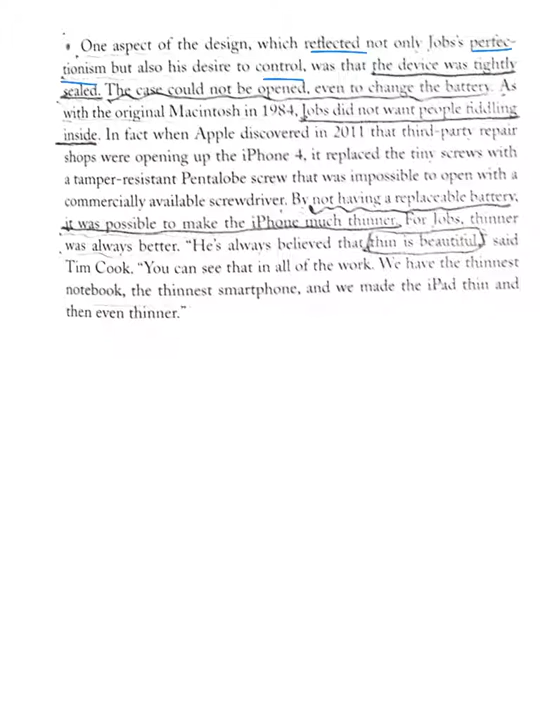 • One aspect of the design, which reflected not only Jobs's perfec-
tionism but also his desire to control, was that the device was tightly
sealed. The case could not be opened, even to change the battery. As
with the original Macintosh in 1984, Jobs did not want people fiddling
inside. In fact when Apple discovered in 2011 that third-party repair
shops were opening up the iPhone 4, it replaced the tiny screws with
a tamper-resistant Pentalobe screw that was impossible to open with a
commercially available screwdriver. By not having a replaceable battery,
it was possible to make the iPhone much thinner. For Jobs, thinner
was always better. “He's always believed that thin is beautiful,” said
Tim Cook. “You can see that in all of the work. We have the thinnest
notebook, the thinnest smartphone, and we made the iPad thin and
then even thinner.”